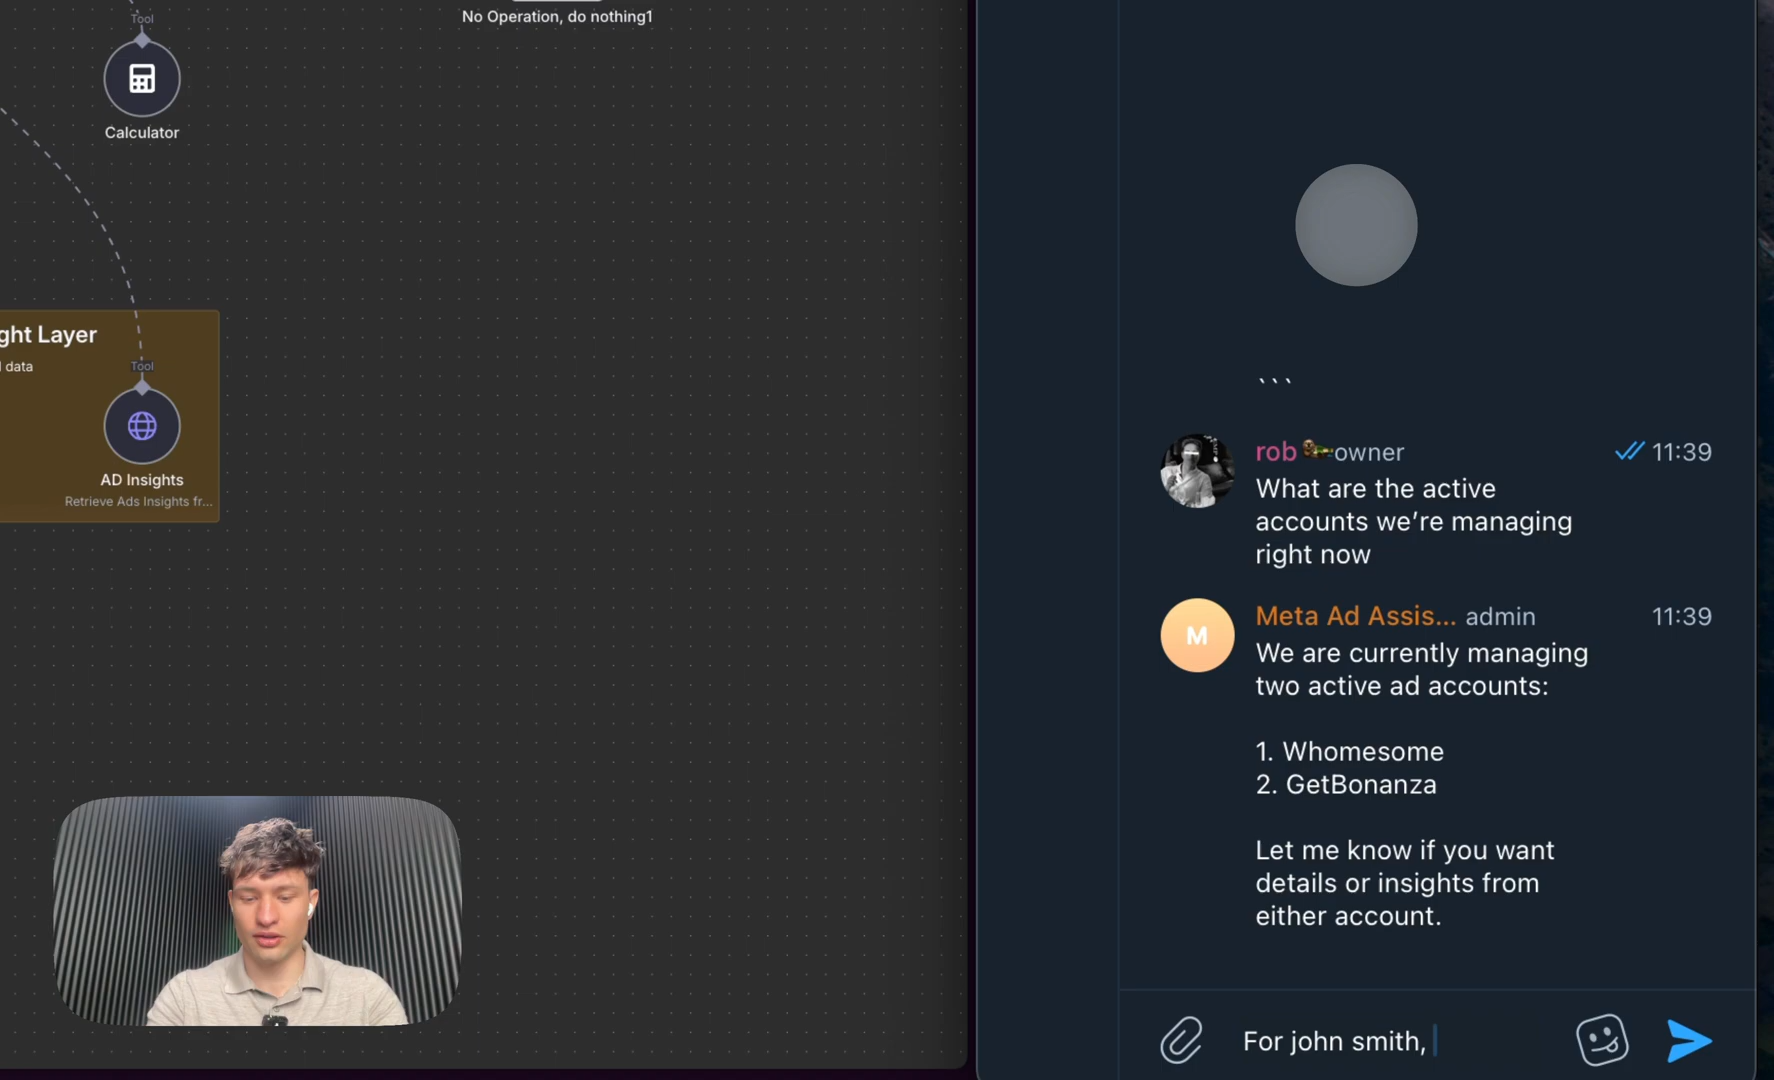 Tool
No Operation, do nothing1
Calculator
ght Layer
l data
Tool
AD Insights
Retrieve Ads Insights fr...
```
rob owner 11:39
What are the active
accounts we’re managing
right now
M
Meta Ad Assis... admin 11:39
We are currently managing
two active ad accounts:
1. Whomesome
2. GetBonanza
Let me know if you want
details or insights from
either account.
For john smith,